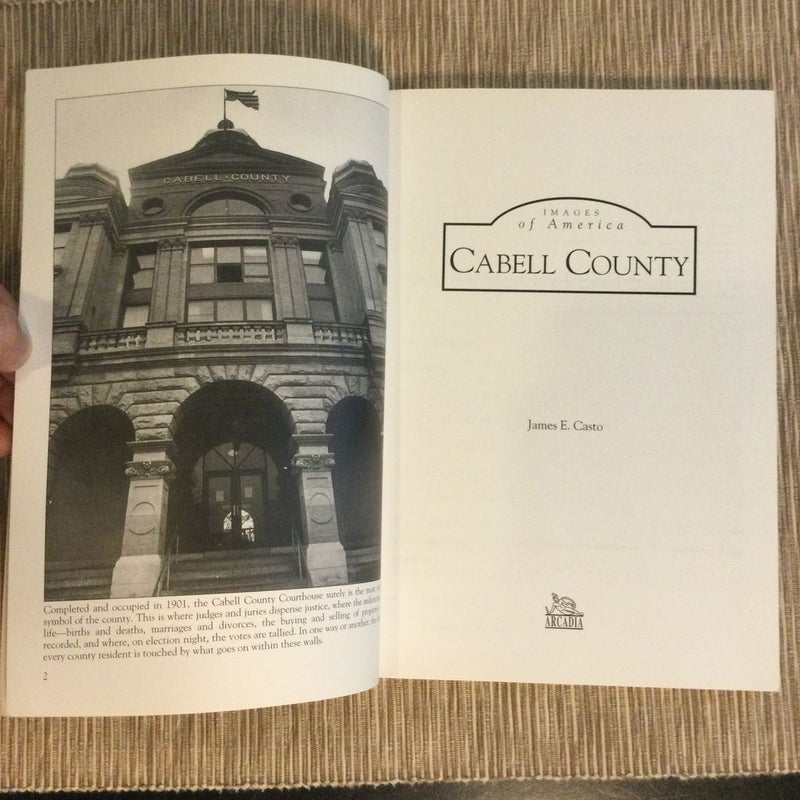 CABELL·COUNTY
Completed and occupied in 1901, the Cabell County Courthouse surely is the most
symbol of the county. This is where judges and juries dispense justice, where the
life—births and deaths, marriages and divorces, the buying and selling of
recorded, and where, on election night, the votes are tallied. In one way or another, the
every county resident is touched by what goes on within these walls.
2
IMAGES
of America
CABELL COUNTY
James E. Casto
ARCADIA